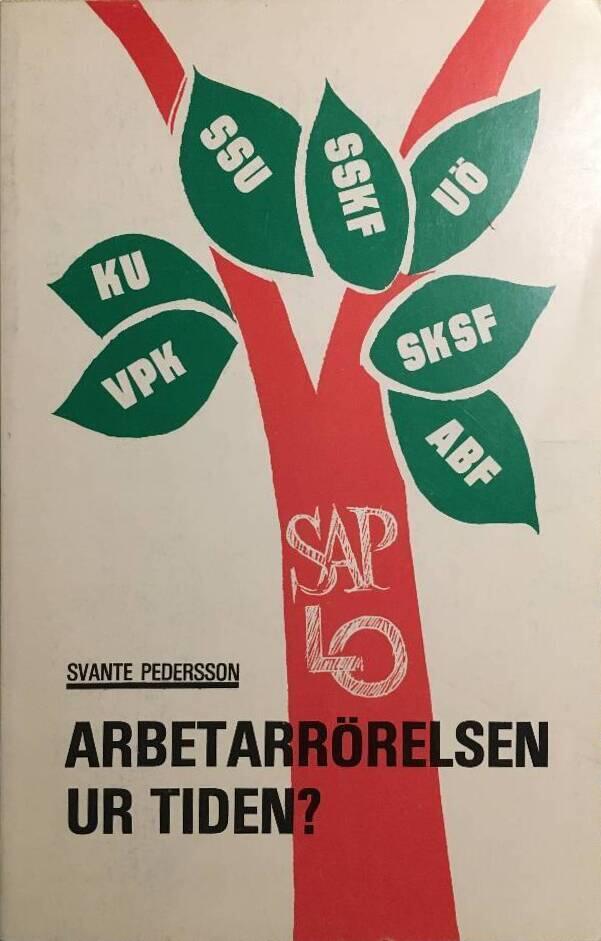 SSU
SSKF
UÖ
KU
VPK
SKSF
ABF
SAP
LO
SVANTE PEDERSSON
ARBETARRÖRELSEN
UR TIDEN?